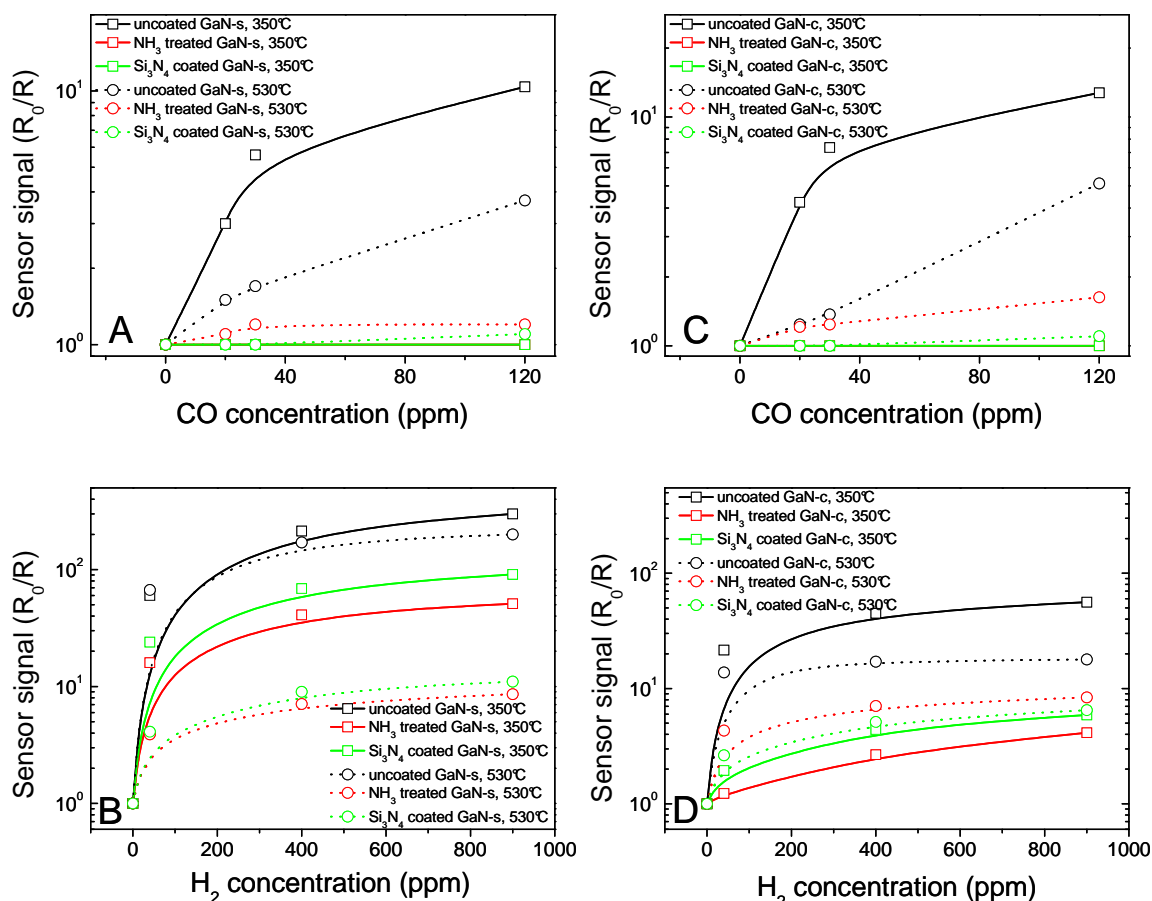 uncoated GaN-s, 350℃
NH₃ treated GaN-s, 350℃
Si₃N₄ coated GaN-s, 350℃
uncoated GaN-s, 530℃
NH₃ treated GaN-s, 530℃
Si₃N₄ coated GaN-s, 530℃
10¹
10⁰
A
0 40 80 120
CO concentration (ppm)
Sensor signal (R₀/R)
uncoated GaN-c, 350℃
NH₃ treated GaN-c, 350℃
Si₃N₄ coated GaN-c, 350℃
uncoated GaN-c, 530℃
NH₃ treated GaN-c, 530℃
Si₃N₄ coated GaN-c, 530℃
10¹
10⁰
C
0 40 80 120
CO concentration (ppm)
Sensor signal (R₀/R)
10²
10¹
10⁰
uncoated GaN-s, 350℃
NH₃ treated GaN-s, 350℃
Si₃N₄ coated GaN-s, 350℃
uncoated GaN-s, 530℃
NH₃ treated GaN-s, 530℃
Si₃N₄ coated GaN-s, 530℃
B
0 200 400 600 800 1000
H₂ concentration (ppm)
Sensor signal (R₀/R)
uncoated GaN-c, 350℃
NH₃ treated GaN-c, 350℃
Si₃N₄ coated GaN-c, 350℃
uncoated GaN-c, 530℃
NH₃ treated GaN-c, 530℃
Si₃N₄ coated GaN-c, 530℃
10²
10¹
10⁰
D
0 200 400 600 800 1000
H₂ concentration (ppm)
Sensor signal (R₀/R)